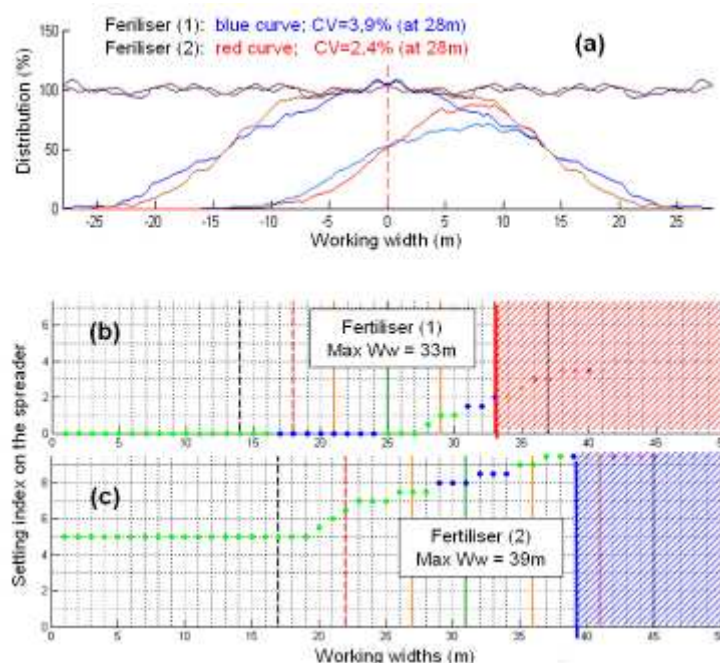 Feriliser (1): blue curve; CV=3,9% (at 28m)
Feriliser (2): red curve; CV=2,4% (at 28m)
(a)
Distribution (%)
150
100
50
0
-25 -20 -15 -10 -5 0 5 10 15 20 25
Working width (m)
Setting index on the spreader
(b)
Fertiliser (1)
Max Ww = 33m
6
4
2
0
0 5 10 15 20 25 30 35 40 45 50
(c)
Fertiliser (2)
Max Ww = 39m
8
6
4
2
0
0 5 10 15 20 25 30 35 40 45 50
Working widths (m)